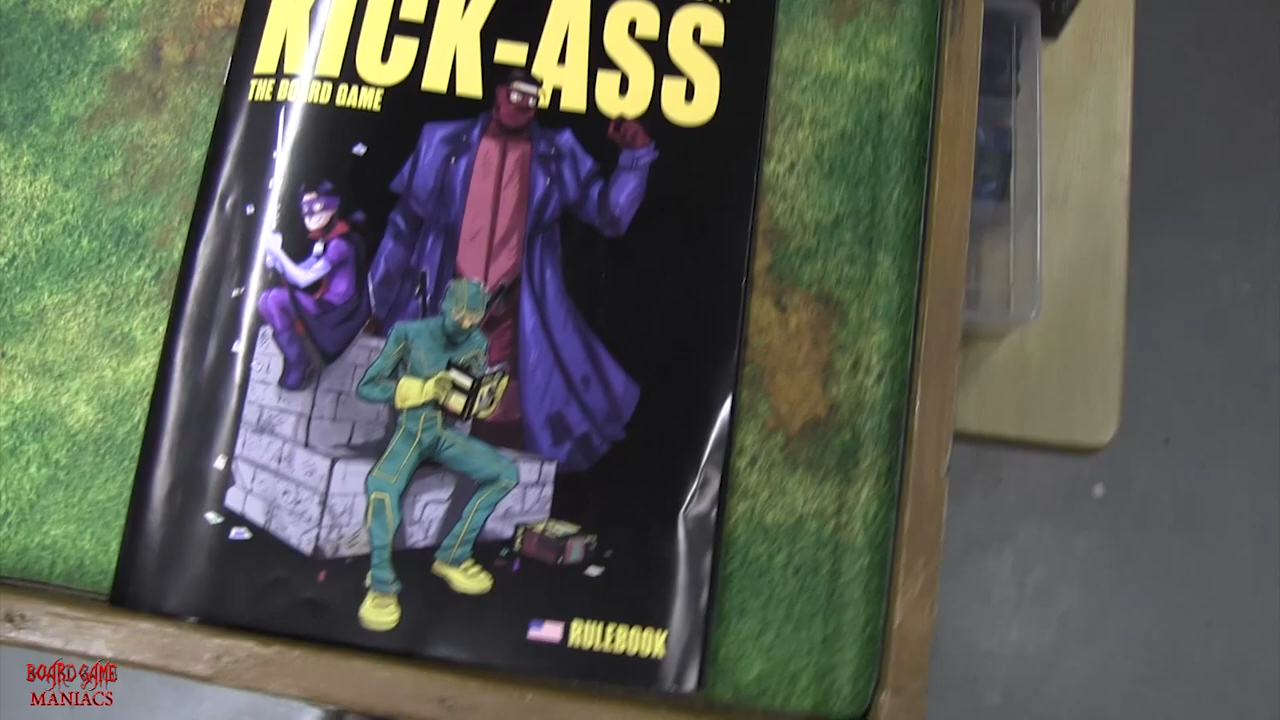 KICK-ASS
THE BOARD GAME
RULEBOOK
BOARD GAME
MANIACS